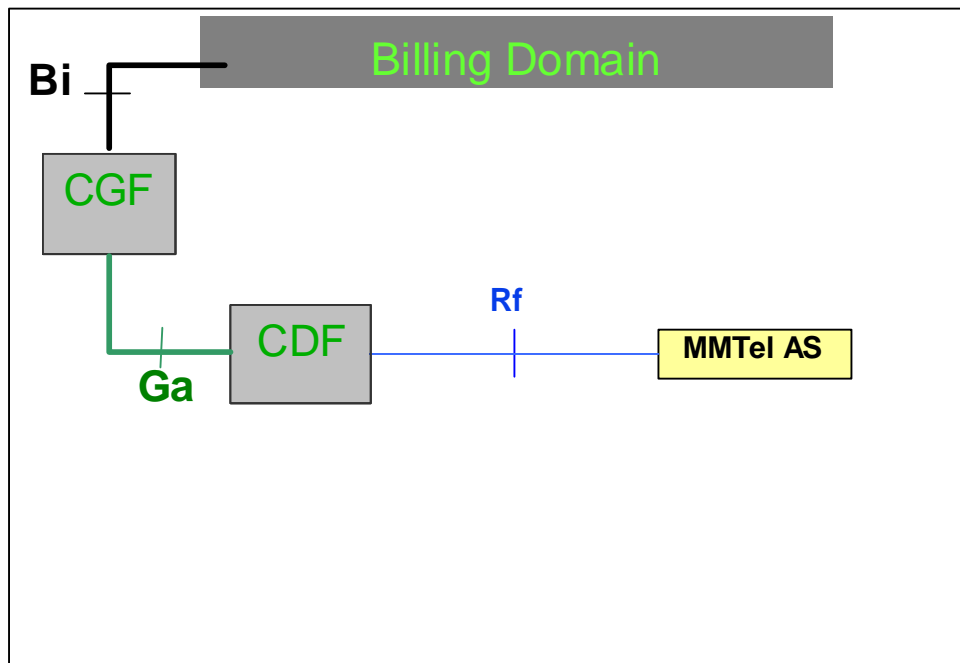 Billing Domain
Bi
CGF
Rf
CDF
MMTel AS
Ga